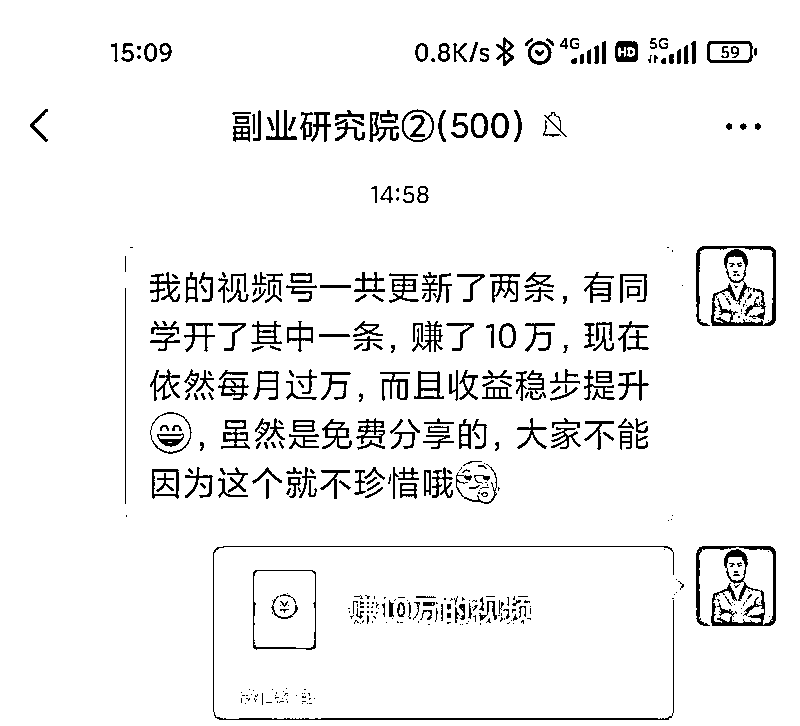 15:09 0.8K/s 4G HD 5G 59
副业研究院②(500)
14:58
我的视频号一共更新了两条，有同
学开了其中一条，赚了10万，现在
依然每月过万，而且收益稳步提升
😄，虽然是免费分享的，大家不能
因为这个就不珍惜哦
¥ 赚10万的视频